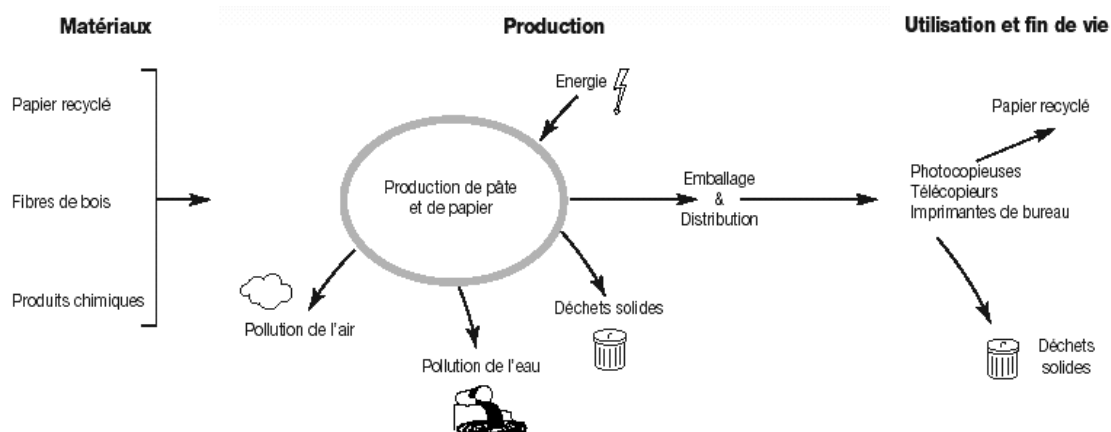 Matériaux
Production
Utilisation et fin de vie
Papier recyclé
Fibres de bois
Produits chimiques
Energie
Production de pâte
et de papier
Pollution de l'air
Pollution de l'eau
Déchets solides
Emballage
&
Distribution
Papier recyclé
Photocopieuses
Télécopieurs
Imprimantes de bureau
Déchets
solides